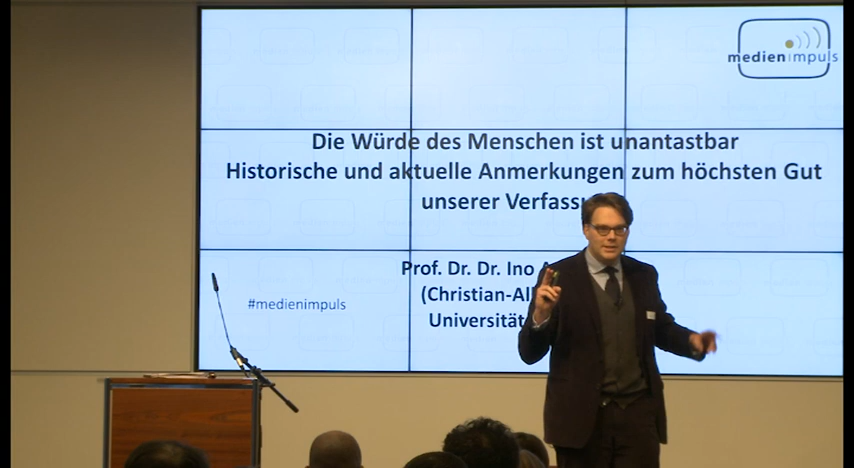 medienimpuls
Die Würde des Menschen ist unantastbar
Historische und aktuelle Anmerkungen zum höchsten Gut
unserer
Prof. Dr. Dr. Ino
#medienimpuls
Universität